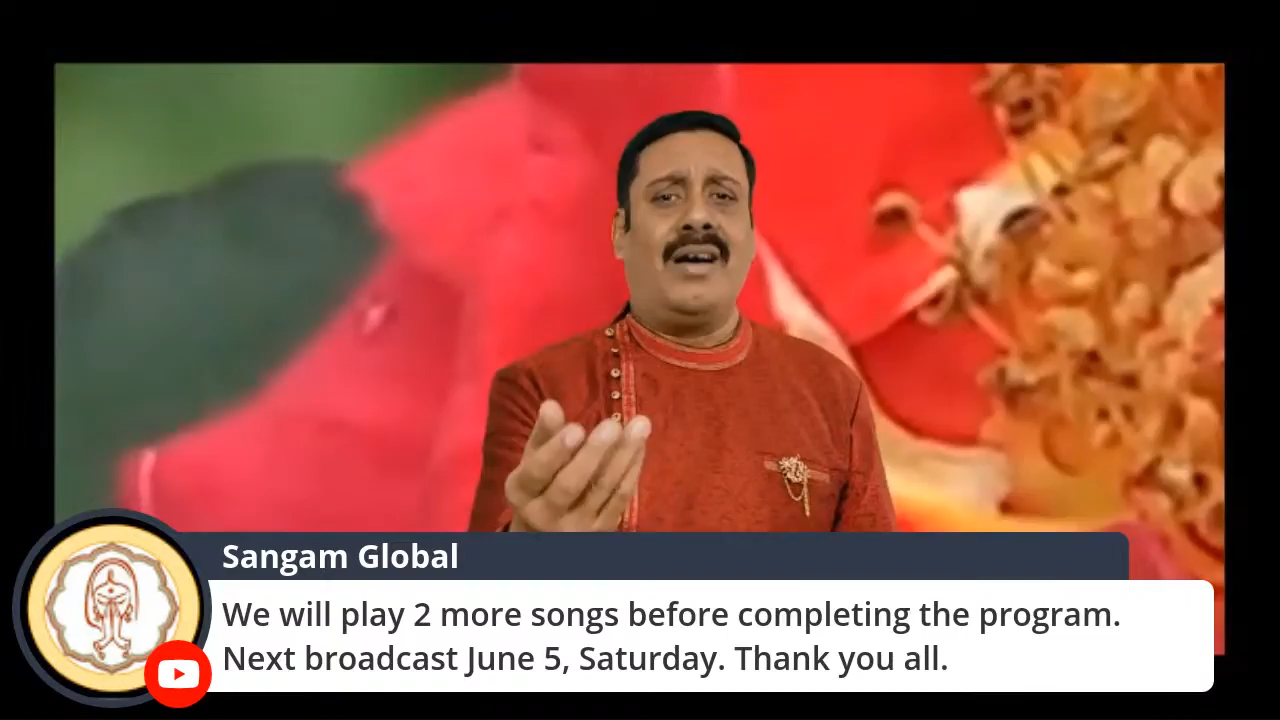 Sangam Global
We will play 2 more songs before completing the program.
Next broadcast June 5, Saturday. Thank you all.